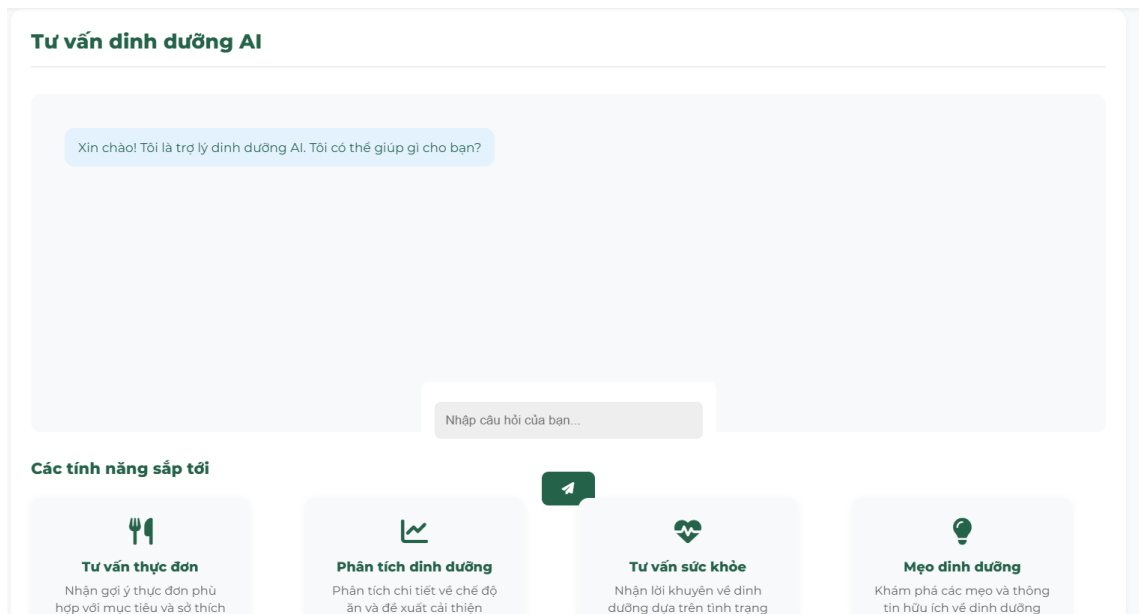 Tư vấn dinh dưỡng AI
Xin chào! Tôi là trợ lý dinh dưỡng AI. Tôi có thể giúp gì cho bạn?
Nhập câu hỏi của bạn...
Các tính năng sắp tới
Tư vấn thực đơn
Nhận gợi ý thực đơn phù
hợp với mục tiêu và sở thích
Phân tích dinh dưỡng
Phân tích chi tiết về chế độ
ăn và đề xuất cải thiện
Tư vấn sức khỏe
Nhận lời khuyên về dinh
dưỡng dựa trên tình trạng
Mẹo dinh dưỡng
Khám phá các mẹo và thông
tin hữu ích về dinh dưỡng